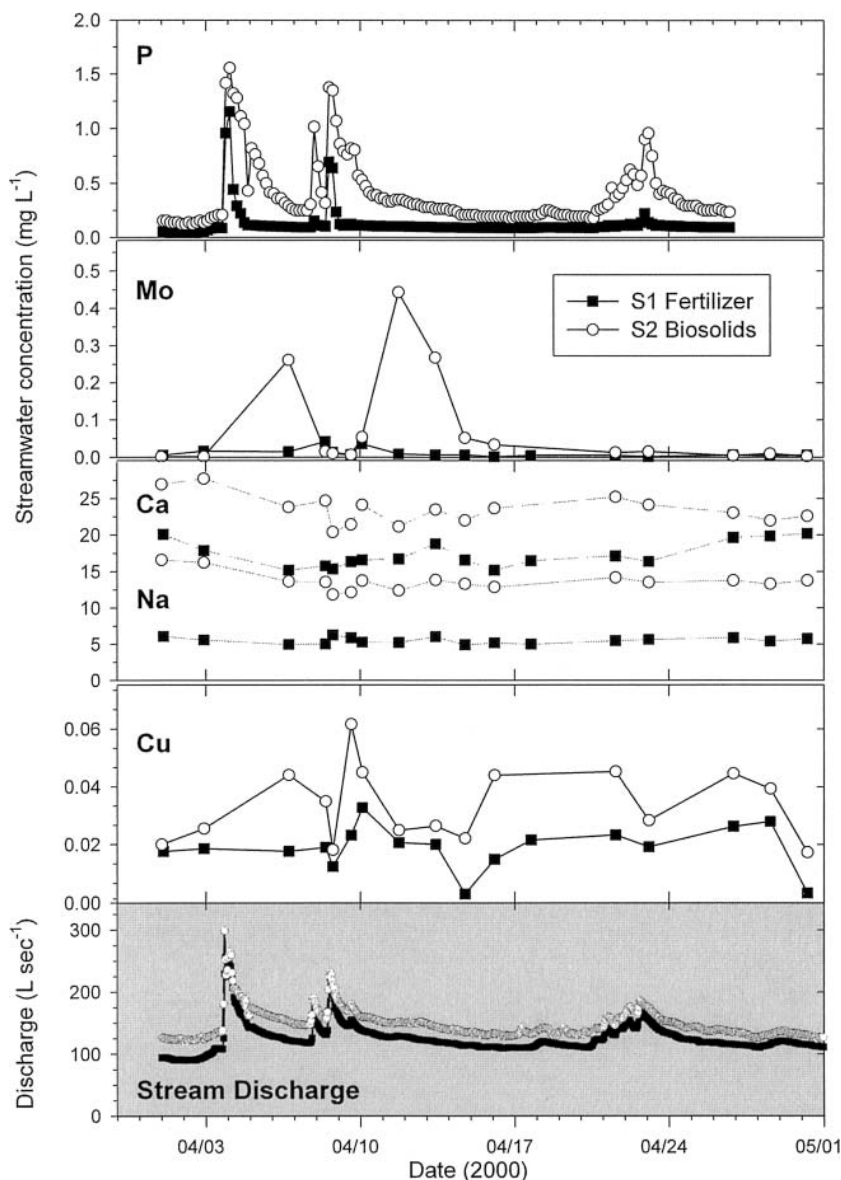 Streamwater concentration (mg L⁻¹)
2.0
P
1.5
1.0
0.5
0.0
0.5
Mo
0.4
S1 Fertilizer
S2 Biosolids
0.3
0.2
0.1
0.0
25
Ca
20
15
10
Na
5
0
0.06
Cu
0.04
0.02
0.00
Discharge (L sec⁻¹)
300
200
100
Stream Discharge
0
04/03 04/10 04/17 04/24 05/01
Date (2000)